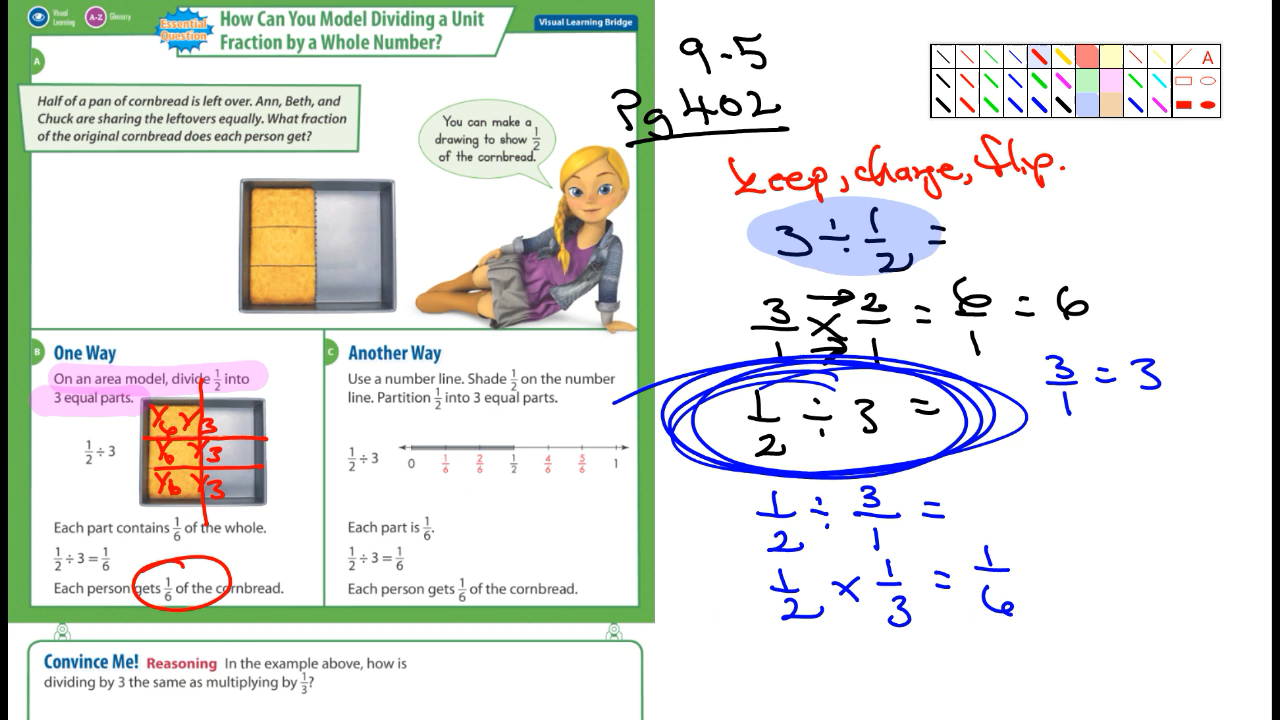 Visual Learning
A-Z Glossary
Essential Question
How Can You Model Dividing a Unit
Fraction by a Whole Number?
Visual Learning Bridge
A
Half of a pan of cornbread is left over. Ann, Beth, and
Chuck are sharing the leftovers equally. What fraction
of the original cornbread does each person get?
You can make a
drawing to show 1/2
of the cornbread.
B
One Way
On an area model, divide 1/2 into
3 equal parts.
1/2 ÷ 3
1/6 1/3
1/6 1/3
1/6 1/3
Each part contains 1/6 of the whole.
1/2 ÷ 3 = 1/6
Each person gets 1/6 of the cornbread.
C
Another Way
Use a number line. Shade 1/2 on the number
line. Partition 1/2 into 3 equal parts.
1/2 ÷ 3
0 1/6 2/6 1/2 4/6 5/6 1
Each part is 1/6.
1/2 ÷ 3 = 1/6
Each person gets 1/6 of the cornbread.
Convince Me! Reasoning In the example above, how is
dividing by 3 the same as multiplying by 1/3?
9-5
Pg 402
A
keep, change, flip.
3 ÷ 1/2 =
3/1 × 2/1 = 6/1 = 6
3/1 = 3
1/2 ÷ 3 =
1/2 ÷ 3/1 =
1/2 × 1/3 = 1/6